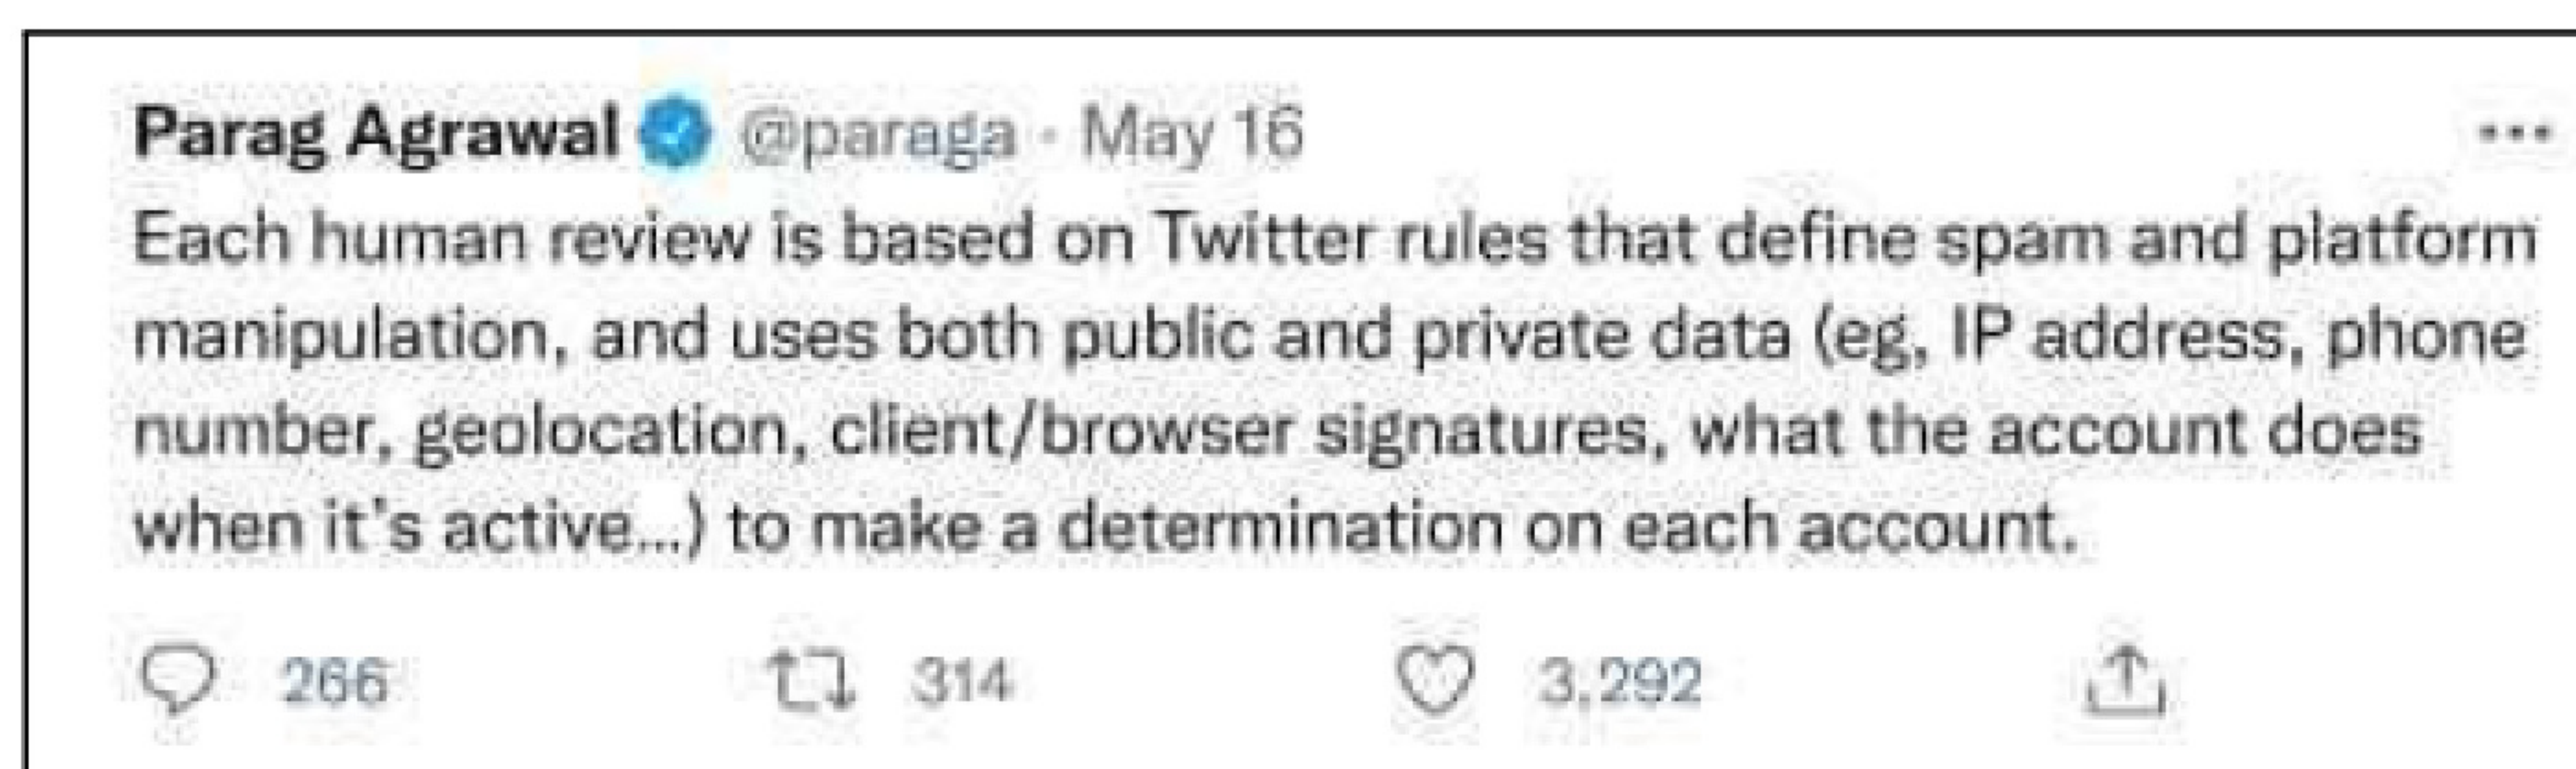 Parag Agrawal @paraga · May 16
Each human review is based on Twitter rules that define spam and platform
manipulation, and uses both public and private data (eg, IP address, phone
number, geolocation, client/browser signatures, what the account does
when it's active...) to make a determination on each account.
266 314 3,292